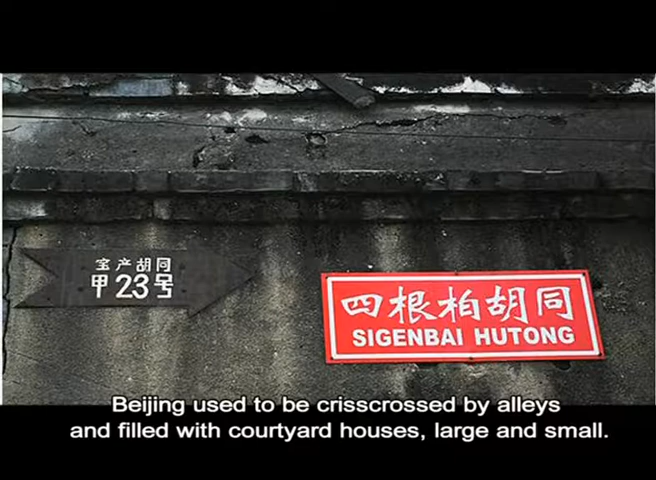 宝产胡同
甲23号
四根柏胡同
SIGENBAI HUTONG
Beijing used to be crisscrossed by alleys
and filled with courtyard houses, large and small.